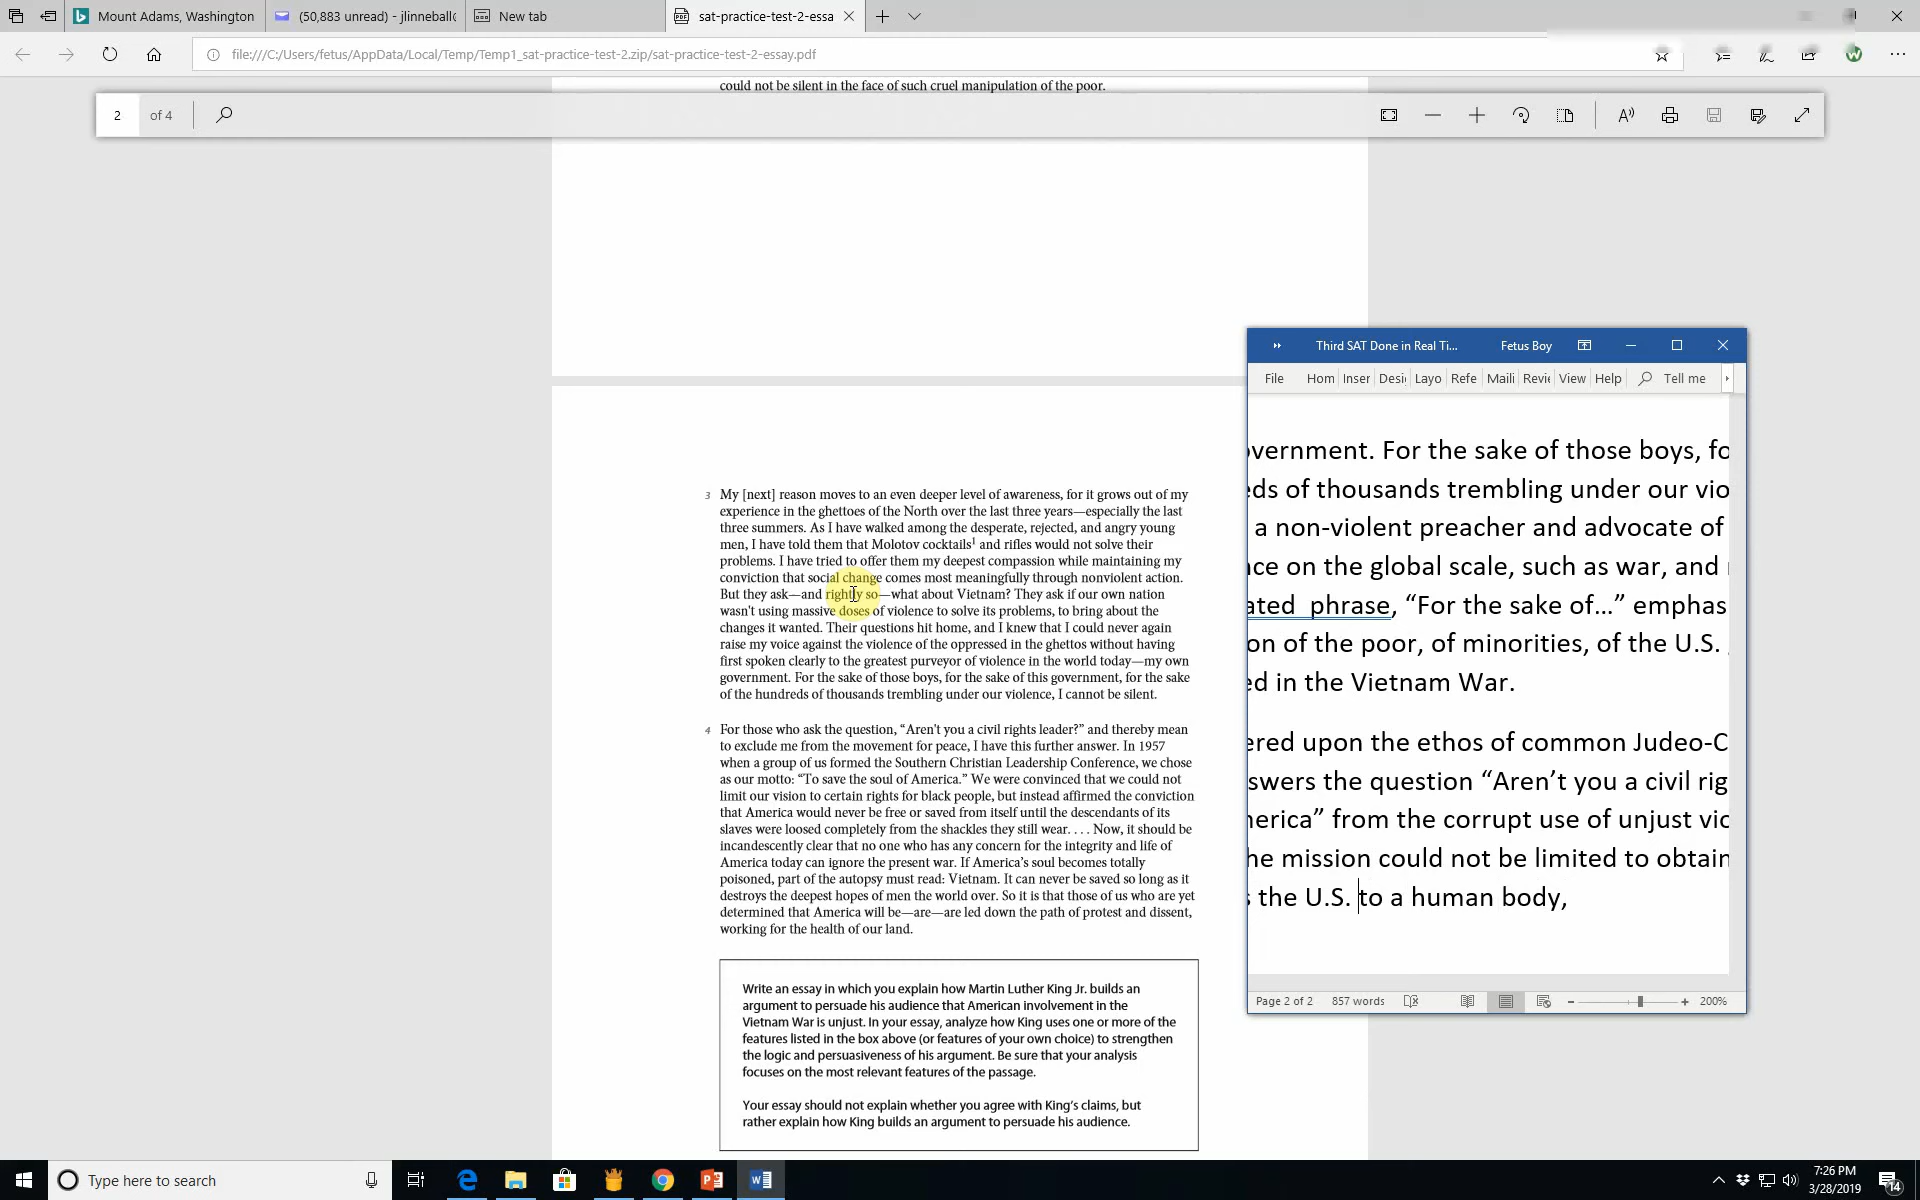 Mount Adams, Washington
(50,883 unread) - jlinneball
New tab
sat-practice-test-2-essa
file:///C:/Users/fetus/AppData/Local/Temp/Temp1_sat-practice-test-2.zip/sat-practice-test-2-essay.pdf
could not be silent in the face of such cruel manipulation of the poor.
2 of 4
3 My [next] reason moves to an even deeper level of awareness, for it grows out of my
experience in the ghettoes of the North over the last three years—especially the last
three summers. As I have walked among the desperate, rejected, and angry young
men, I have told them that Molotov cocktails1 and rifles would not solve their
problems. I have tried to offer them my deepest compassion while maintaining my
conviction that social change comes most meaningfully through nonviolent action.
But they ask—and rightly so—what about Vietnam? They ask if our own nation
wasn't using massive doses of violence to solve its problems, to bring about the
changes it wanted. Their questions hit home, and I knew that I could never again
raise my voice against the violence of the oppressed in the ghettos without having
first spoken clearly to the greatest purveyor of violence in the world today—my own
government. For the sake of those boys, for the sake of this government, for the sake
of the hundreds of thousands trembling under our violence, I cannot be silent.
4 For those who ask the question, “Aren't you a civil rights leader?” and thereby mean
to exclude me from the movement for peace, I have this further answer. In 1957
when a group of us formed the Southern Christian Leadership Conference, we chose
as our motto: “To save the soul of America.” We were convinced that we could not
limit our vision to certain rights for black people, but instead affirmed the conviction
that America would never be free or saved from itself until the descendants of its
slaves were loosed completely from the shackles they still wear. . . . Now, it should be
incandescently clear that no one who has any concern for the integrity and life of
America today can ignore the present war. If America’s soul becomes totally
poisoned, part of the autopsy must read: Vietnam. It can never be saved so long as it
destroys the deepest hopes of men the world over. So it is that those of us who are yet
determined that America will be—are—are led down the path of protest and dissent,
working for the health of our land.
Write an essay in which you explain how Martin Luther King Jr. builds an
argument to persuade his audience that American involvement in the
Vietnam War is unjust. In your essay, analyze how King uses one or more of the
features listed in the box above (or features of your own choice) to strengthen
the logic and persuasiveness of his argument. Be sure that your analysis
focuses on the most relevant features of the passage.
Your essay should not explain whether you agree with King’s claims, but
rather explain how King builds an argument to persuade his audience.
Third SAT Done in Real Ti... Fetus Boy
File Hom Inser Desi Layo Refe Maili Revie View Help Tell me
vernment. For the sake of those boys, fo
eds of thousands trembling under our vio
a non-violent preacher and advocate of
nce on the global scale, such as war, and
ated phrase, “For the sake of…” emphas
on of the poor, of minorities, of the U.S.
ed in the Vietnam War.
ered upon the ethos of common Judeo-C
swers the question “Aren’t you a civil rig
nerica” from the corrupt use of unjust vio
he mission could not be limited to obtain
s the U.S. to a human body,
Page 2 of 2 857 words 200%
Type here to search
7:26 PM
3/28/2019
14